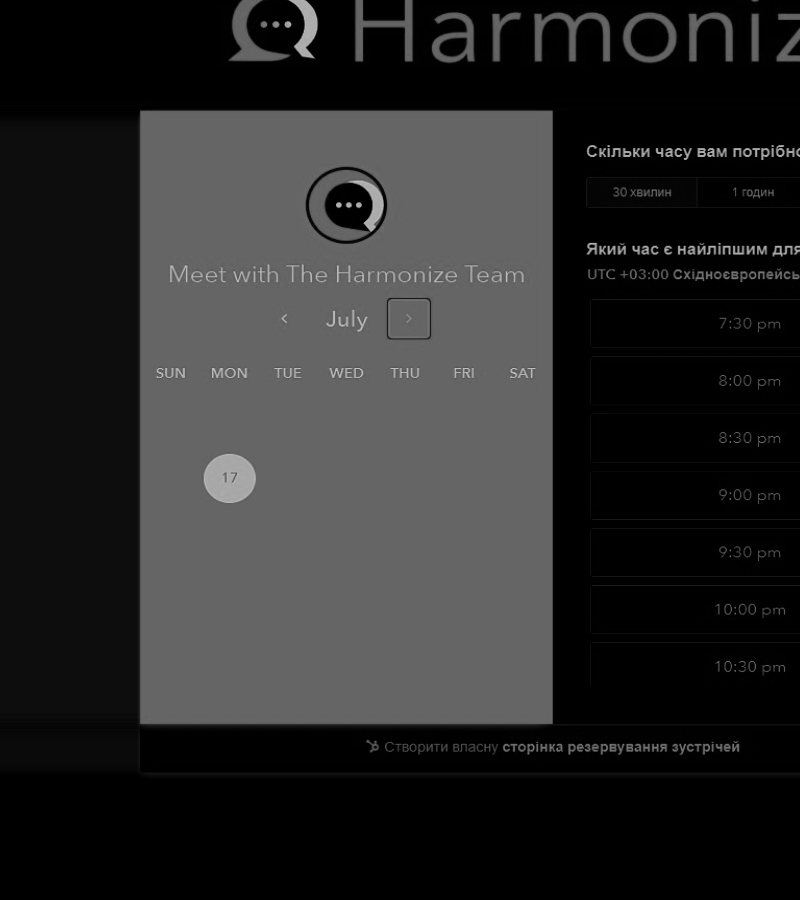 Harmoniz
Meet with The Harmonize Team
July
SUN MON TUE WED THU FRI SAT
17
Скільки часу вам потрібно
30 хвилин 1 годин
Який час є найліпшим для
UTC +03:00 Східноєвропейсь
7:30 pm
8:00 pm
8:30 pm
9:00 pm
9:30 pm
10:00 pm
10:30 pm
Створити власну сторінка резервування зустрічей